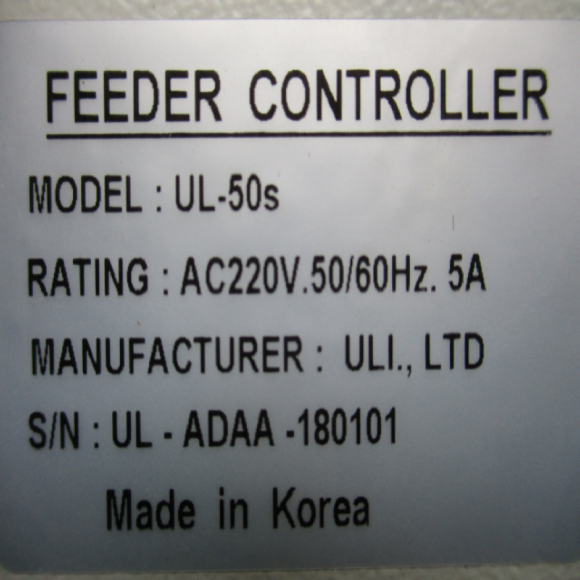 FEEDER CONTROLLER
MODEL : UL-50s
RATING : AC220V.50/60Hz. 5A
MANUFACTURER : ULI., LTD
S/N : UL - ADAA -180101
Made in Korea